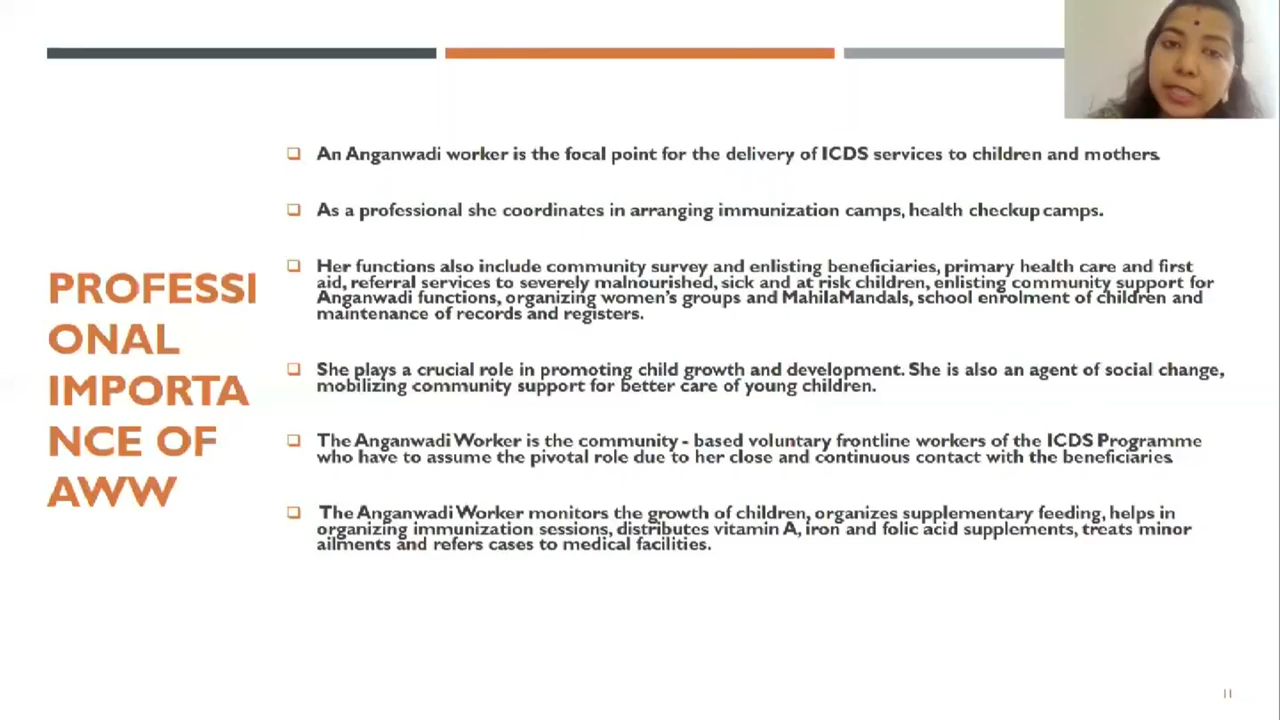 PROFESSI
ONAL
IMPORTA
NCE OF
AWW
An Anganwadi worker is the focal point for the delivery of ICDS services to children and mothers.
As a professional she coordinates in arranging immunization camps, health checkup camps.
Her functions also include community survey and enlisting beneficiaries, primary health care and first
aid, referral services to severely malnourished, sick and at risk children, enlisting community support for
Anganwadi functions, organizing women's groups and MahilaMandals, school enrolment of children and
maintenance of records and registers.
She plays a crucial role in promoting child growth and development. She is also an agent of social change,
mobilizing community support for better care of young children.
The Anganwadi Worker is the community - based voluntary frontline workers of the ICDS Programme
who have to assume the pivotal role due to her close and continuous contact with the beneficiaries.
The Anganwadi Worker monitors the growth of children, organizes supplementary feeding, helps in
organizing immunization sessions, distributes vitamin A, iron and folic acid supplements, treats minor
ailments and refers cases to medical facilities.
11